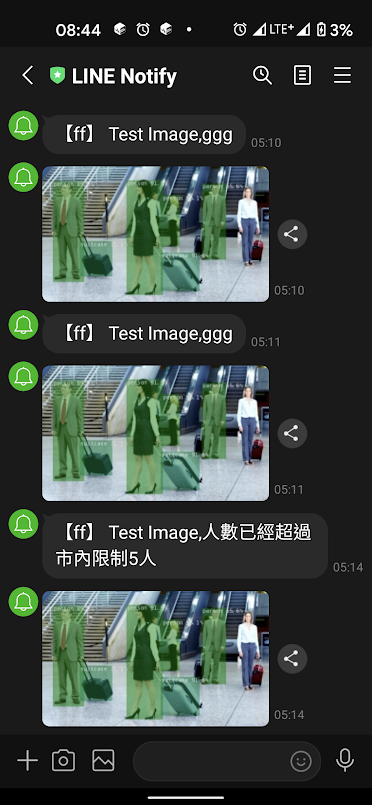 08:44
LTE+
3%
LINE Notify
【ff】 Test Image,ggg
05:10
05:10
【ff】 Test Image,ggg
05:11
05:11
【ff】 Test Image,人數已經超過
市內限制5人
05:14
05:14